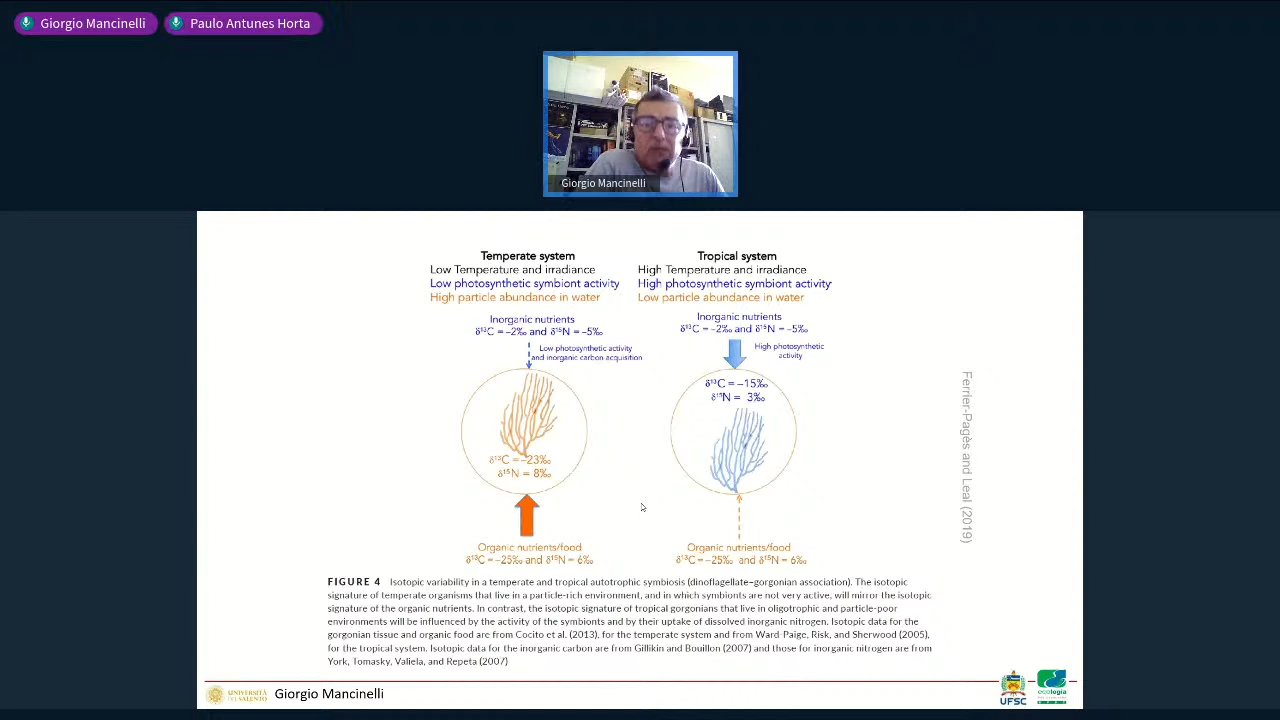 Giorgio Mancinelli
Paulo Antunes Horta
Giorgio Mancinelli
Temperate system
Low Temperature and irradiance
Low photosynthetic symbiont activity
High particle abundance in water
Inorganic nutrients
δ¹³C = –2‰ and δ¹⁵N = –5‰
Low photosynthetic activity
and inorganic carbon acquisition
δ¹³C = –23‰
δ¹⁵N = 8‰
Organic nutrients/food
δ¹³C = –25‰ and δ¹⁵N = 6‰
Tropical system
High Temperature and irradiance
High photosynthetic symbiont activity
Low particle abundance in water
Inorganic nutrients
δ¹³C = –2‰ and δ¹⁵N = –5‰
High photosynthetic
activity
δ¹³C = –15‰
δ¹⁵N = 3‰
Organic nutrients/food
δ¹³C = –25‰ and δ¹⁵N = 6‰
Ferrier-Pagès and Leal (2019)
FIGURE 4 Isotopic variability in a temperate and tropical autotrophic symbiosis (dinoflagellate–gorgonian association). The isotopic
signature of temperate organisms that live in a particle-rich environment, and in which symbionts are not very active, will mirror the isotopic
signature of the organic nutrients. In contrast, the isotopic signature of tropical gorgonians that live in oligotrophic and particle-poor
environments will be influenced by the activity of the symbionts and by their uptake of dissolved inorganic nitrogen. Isotopic data for the
gorgonian tissue and organic food are from Cocito et al. (2013), for the temperate system and from Ward-Paige, Risk, and Sherwood (2005),
for the tropical system. Isotopic data for the inorganic carbon are from Gillikin and Bouillon (2007) and those for inorganic nitrogen are from
York, Tomasky, Valiela, and Repeta (2007)
UNIVERSITÀ
DEL SALENTO
Giorgio Mancinelli
UFSC
ecologia